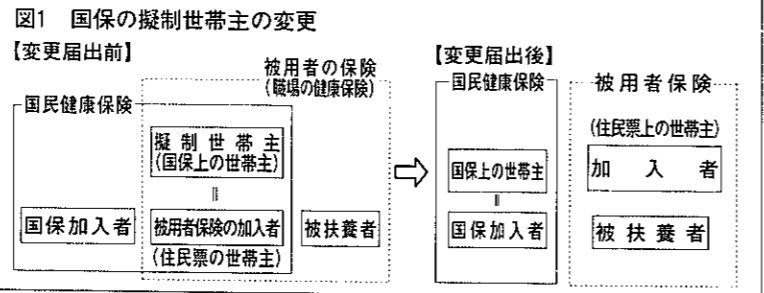 図1 国保の擬制世帯主の変更
【変更届出前】
被用者の保険
(職場の健康保険)
国民健康保険
擬制世帯主
(国保上の世帯主)
॥
国保加入者
被用者保険の加入者
被扶養者
(住民票の世帯主)
⇨
【変更届出後】
国民健康保険
被用者保険
(住民票上の世帯主)
国保上の世帯主
加入者
॥
国保加入者
被扶養者